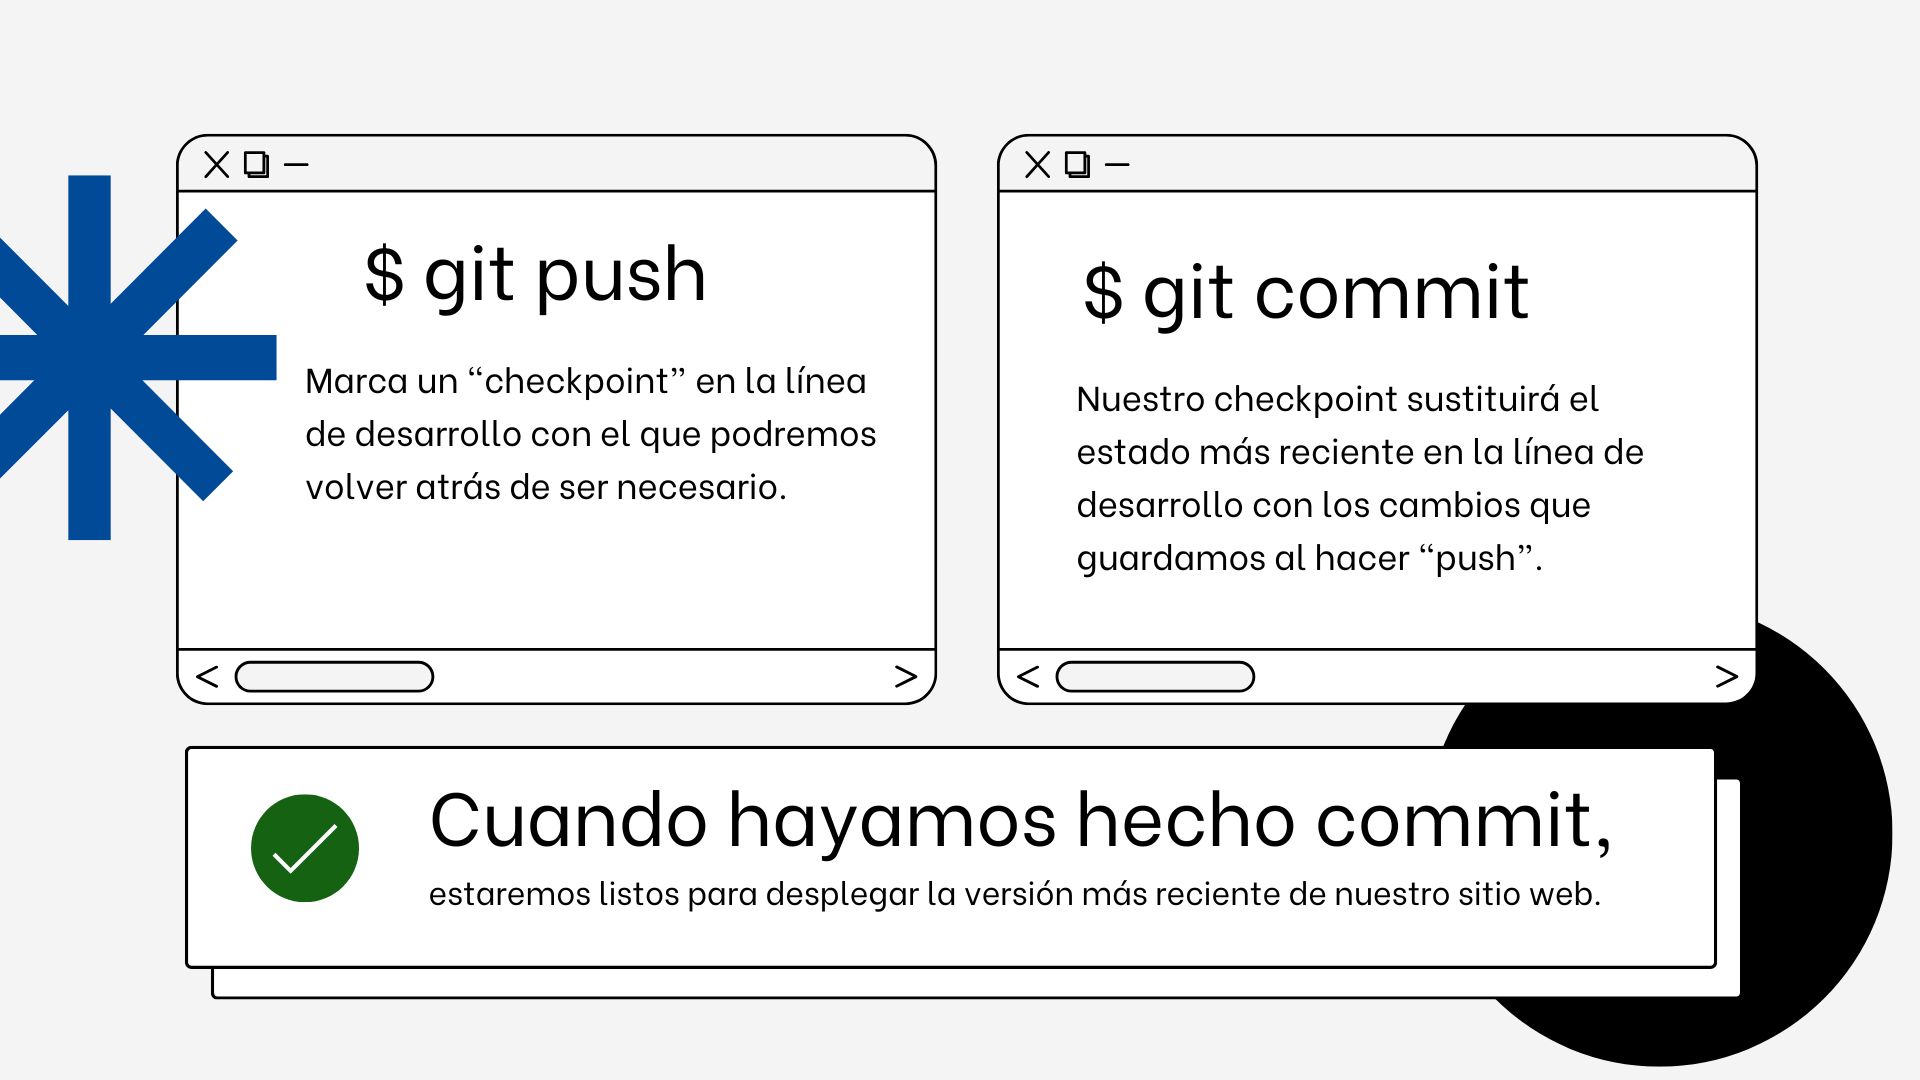 $ git push
Marca un “checkpoint” en la línea
de desarrollo con el que podremos
volver atrás de ser necesario.
$ git commit
Nuestro checkpoint sustituirá el
estado más reciente en la línea de
desarrollo con los cambios que
guardamos al hacer “push”.
Cuando hayamos hecho commit,
estaremos listos para desplegar la versión más reciente de nuestro sitio web.